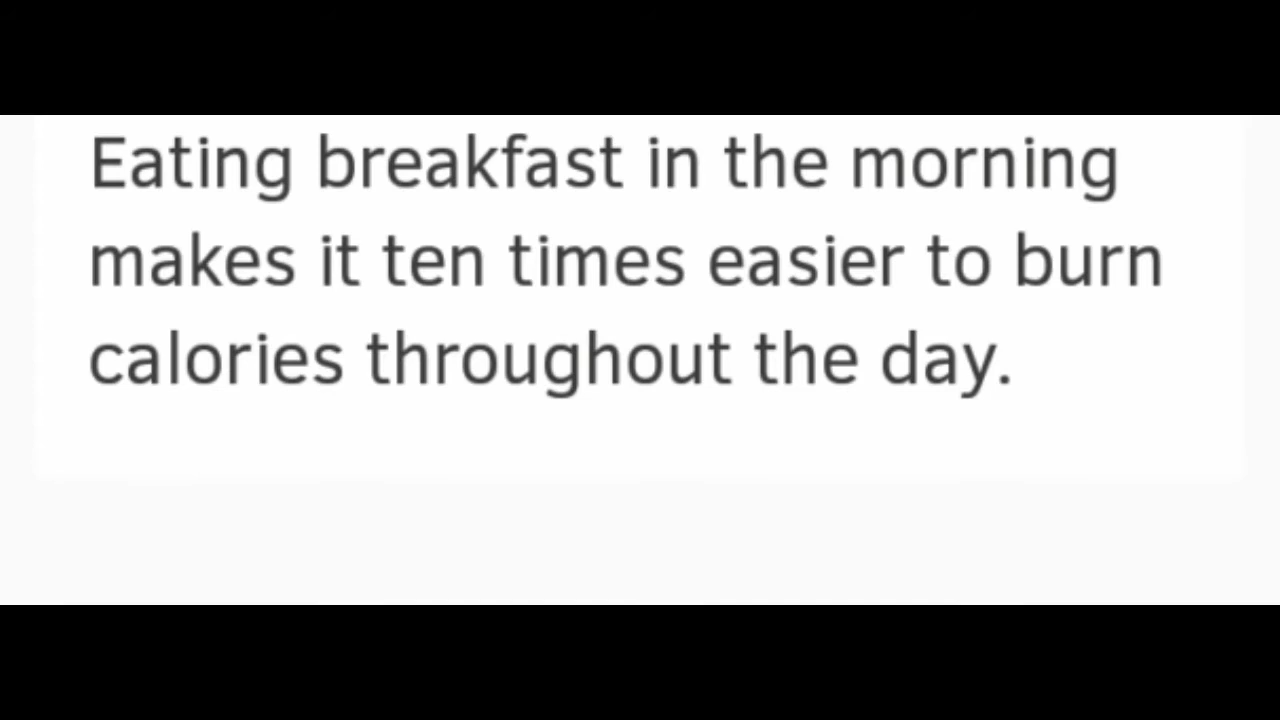 Eating breakfast in the morning
makes it ten times easier to burn
calories throughout the day.